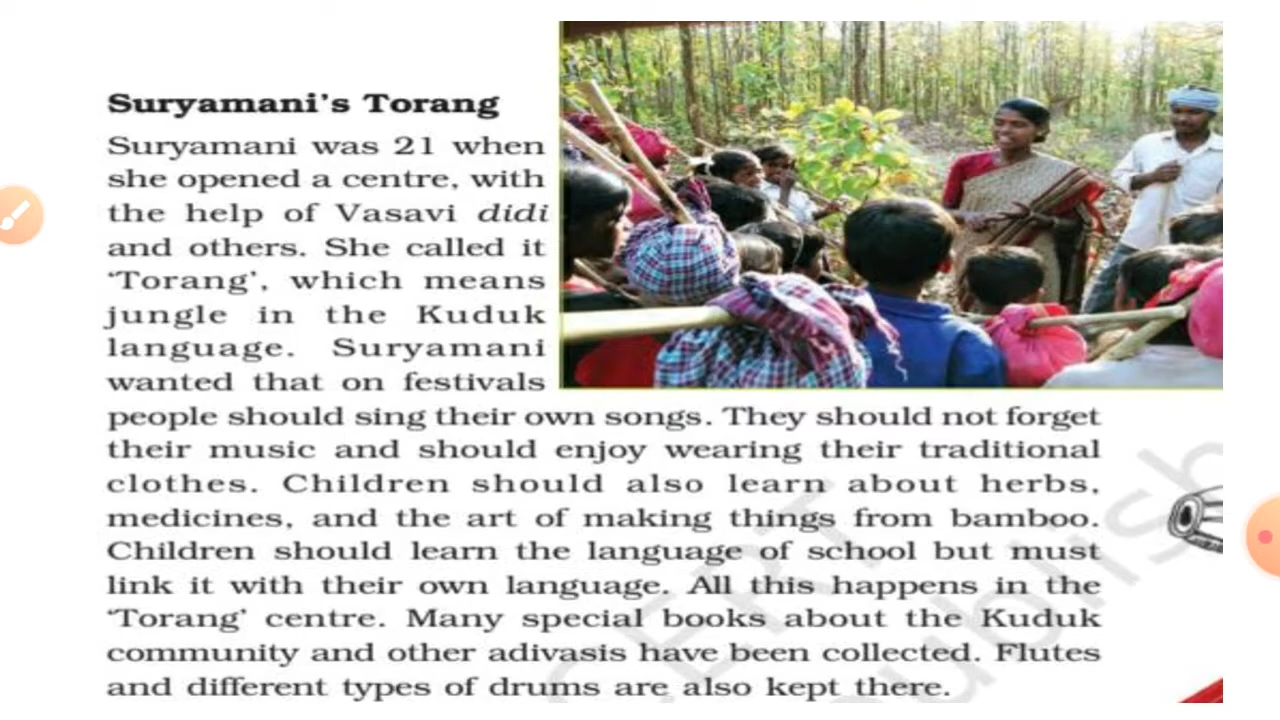 Suryamani's Torang
Suryamani was 21 when
she opened a centre, with
the help of Vasavi didi
and others. She called it
'Torang', which means
jungle in the Kuduk
language. Suryamani
wanted that on festivals
people should sing their own songs. They should not forget
their music and should enjoy wearing their traditional
clothes. Children should also learn about herbs,
medicines, and the art of making things from bamboo.
Children should learn the language of school but must
link it with their own language. All this happens in the
'Torang' centre. Many special books about the Kuduk
community and other adivasis have been collected. Flutes
and different types of drums are also kept there.